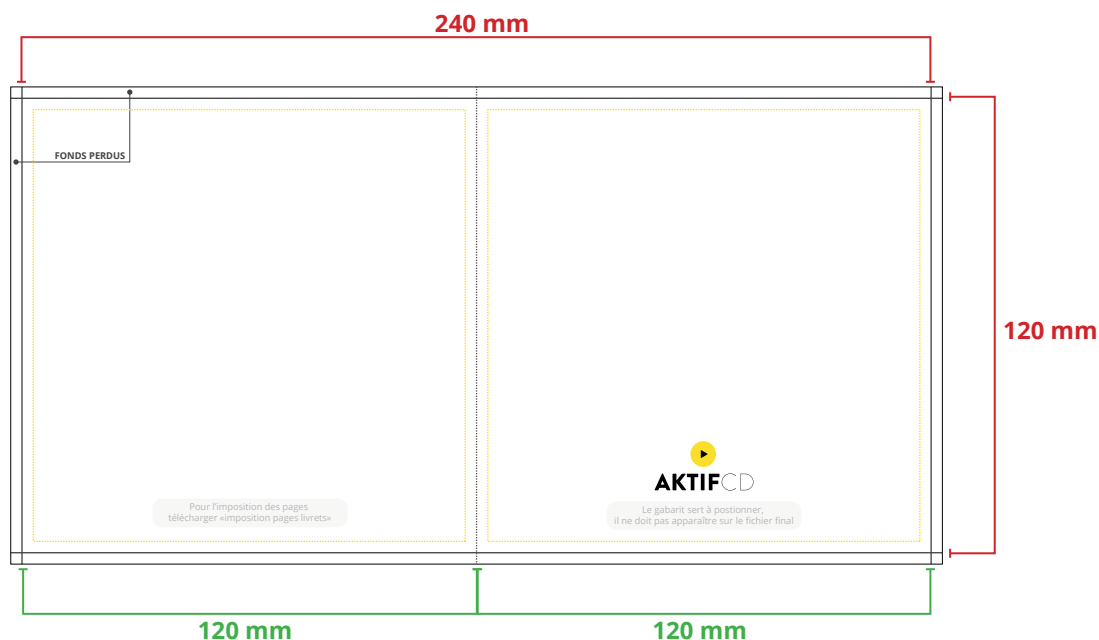 240 mm
FONDS PERDUS
120 mm
AKTIFCD
Pour l'imposition des pages
télécharger «imposition pages livrets»
Le gabarit sert à postionner,
il ne doit pas apparaître sur le fichier final
120 mm
120 mm